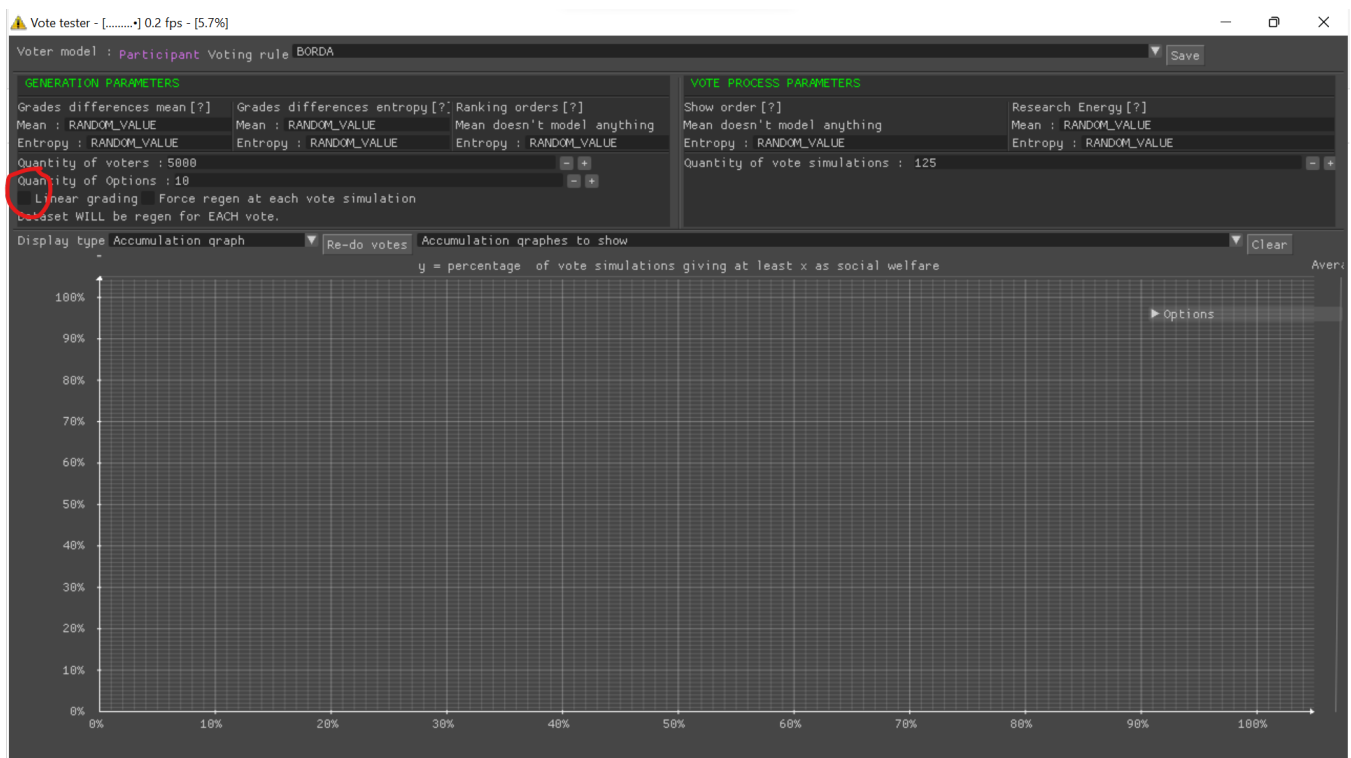 Vote tester - [.........•] 0.2 fps - [5.7%]
Voter model : Participant Voting rule BORDA Save
GENERATION PARAMETERS
Grades differences mean[?] Grades differences entropy[?] Ranking orders[?]
Mean : RANDOM_VALUE Mean : RANDOM_VALUE Mean doesn't model anything
Entropy : RANDOM_VALUE Entropy : RANDOM_VALUE Entropy : RANDOM_VALUE
Quantity of voters :5000 - +
Quantity of Options :10 - +
Linear grading Force regen at each vote simulation
Dataset WILL be regen for EACH vote.
VOTE PROCESS PARAMETERS
Show order[?] Research Energy[?]
Mean doesn't model anything Mean : RANDOM_VALUE
Entropy : RANDOM_VALUE Entropy : RANDOM_VALUE
Quantity of vote simulations : 125 - +
Display type Accumulation graph Re-do votes Accumulation graphes to show Clear
y = percentage of vote simulations giving at least x as social welfare
Avera
Options
100%
90%
80%
70%
60%
50%
40%
30%
20%
10%
0%
0% 10% 20% 30% 40% 50% 60% 70% 80% 90% 100%